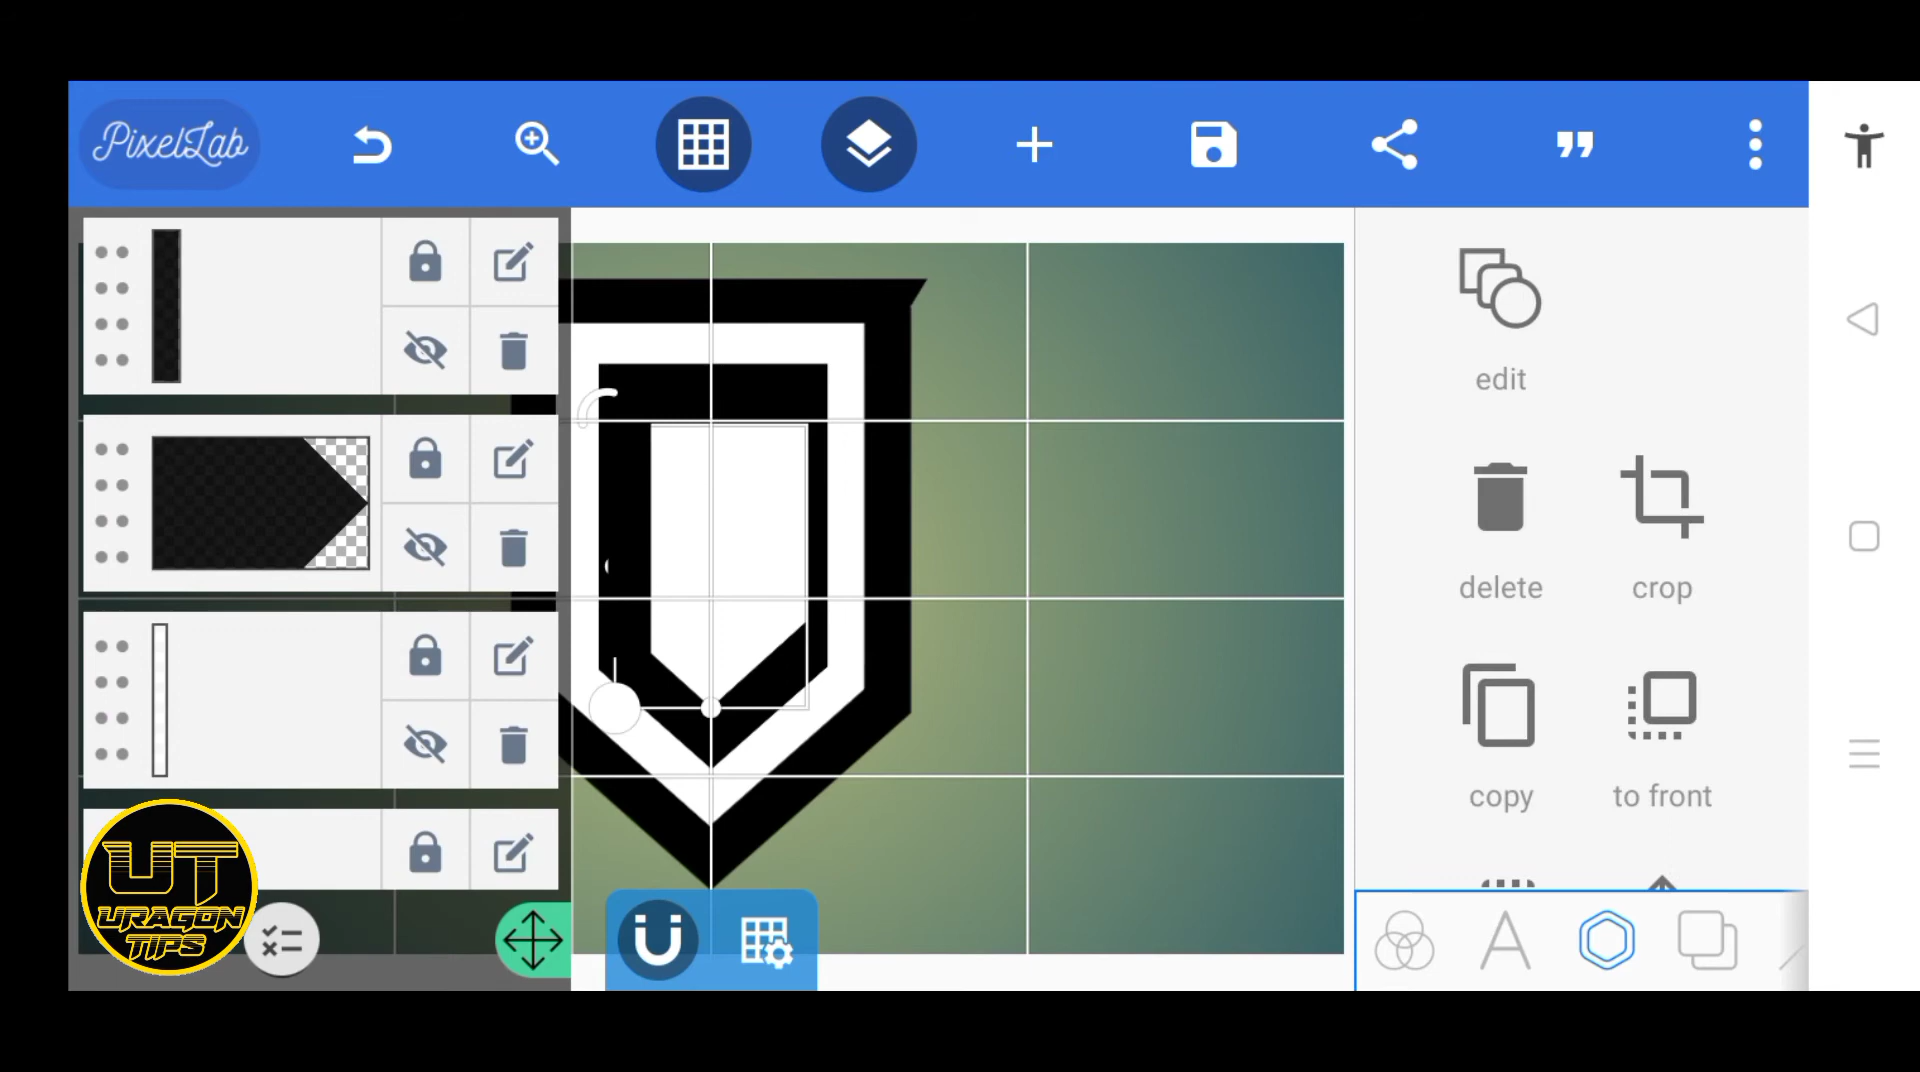 PixelLab
edit
delete
crop
copy
to front
UT
URAGON
TIPS